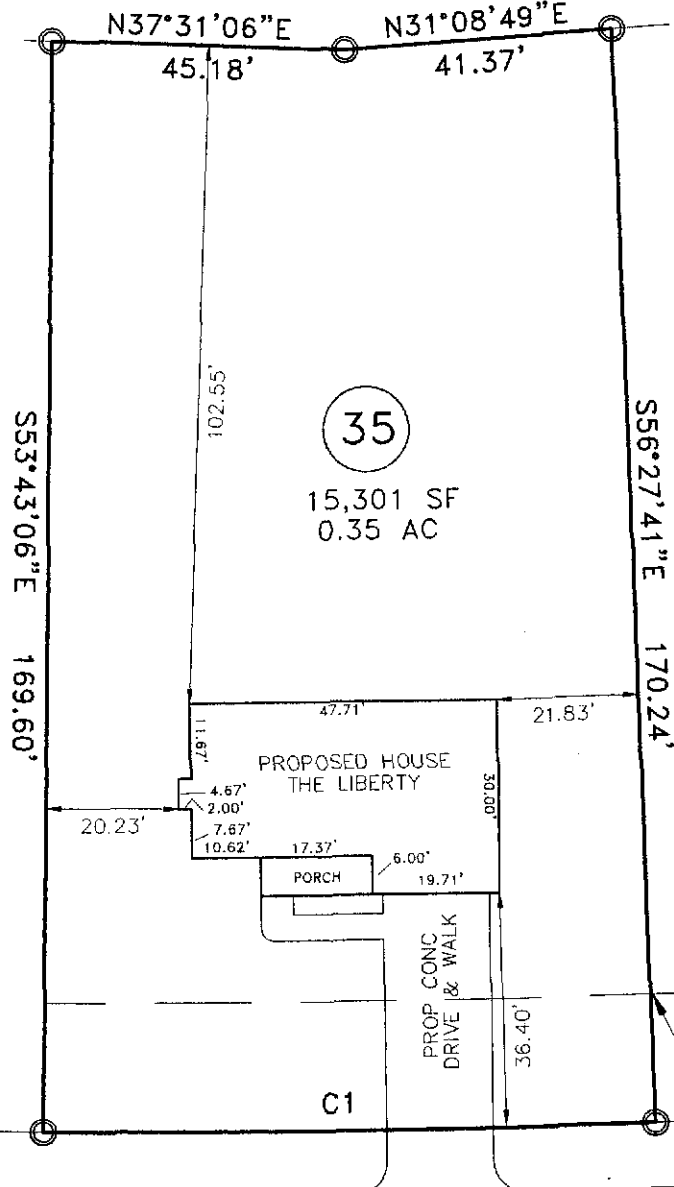 N37°31'06"E
45.18'
N31°08'49"E
41.37'
102.55'
35
15,301 SF
0.35 AC
S53°43'06"E 169.60'
S56°27'41"E 170.24'
47.71'
21.83'
11.67'
PROPOSED HOUSE
THE LIBERTY
30.00'
4.67'
2.00'
20.23'
7.67'
10.62'
17.37'
6.00'
PORCH
19.71'
PROP CONC
DRIVE & WALK
36.40'
C1